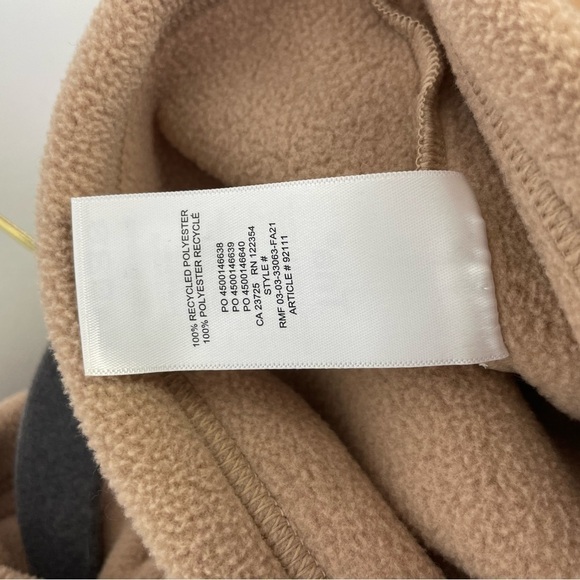 100% RECYCLED POLYESTER
100% POLYESTER RECYCLÉ
PO 4500146638
PO 4500146639
PO 4500146640
CA 23725 RN 122354
STYLE #
RMF 03-03-33063-FA21
ARTICLE # 92111